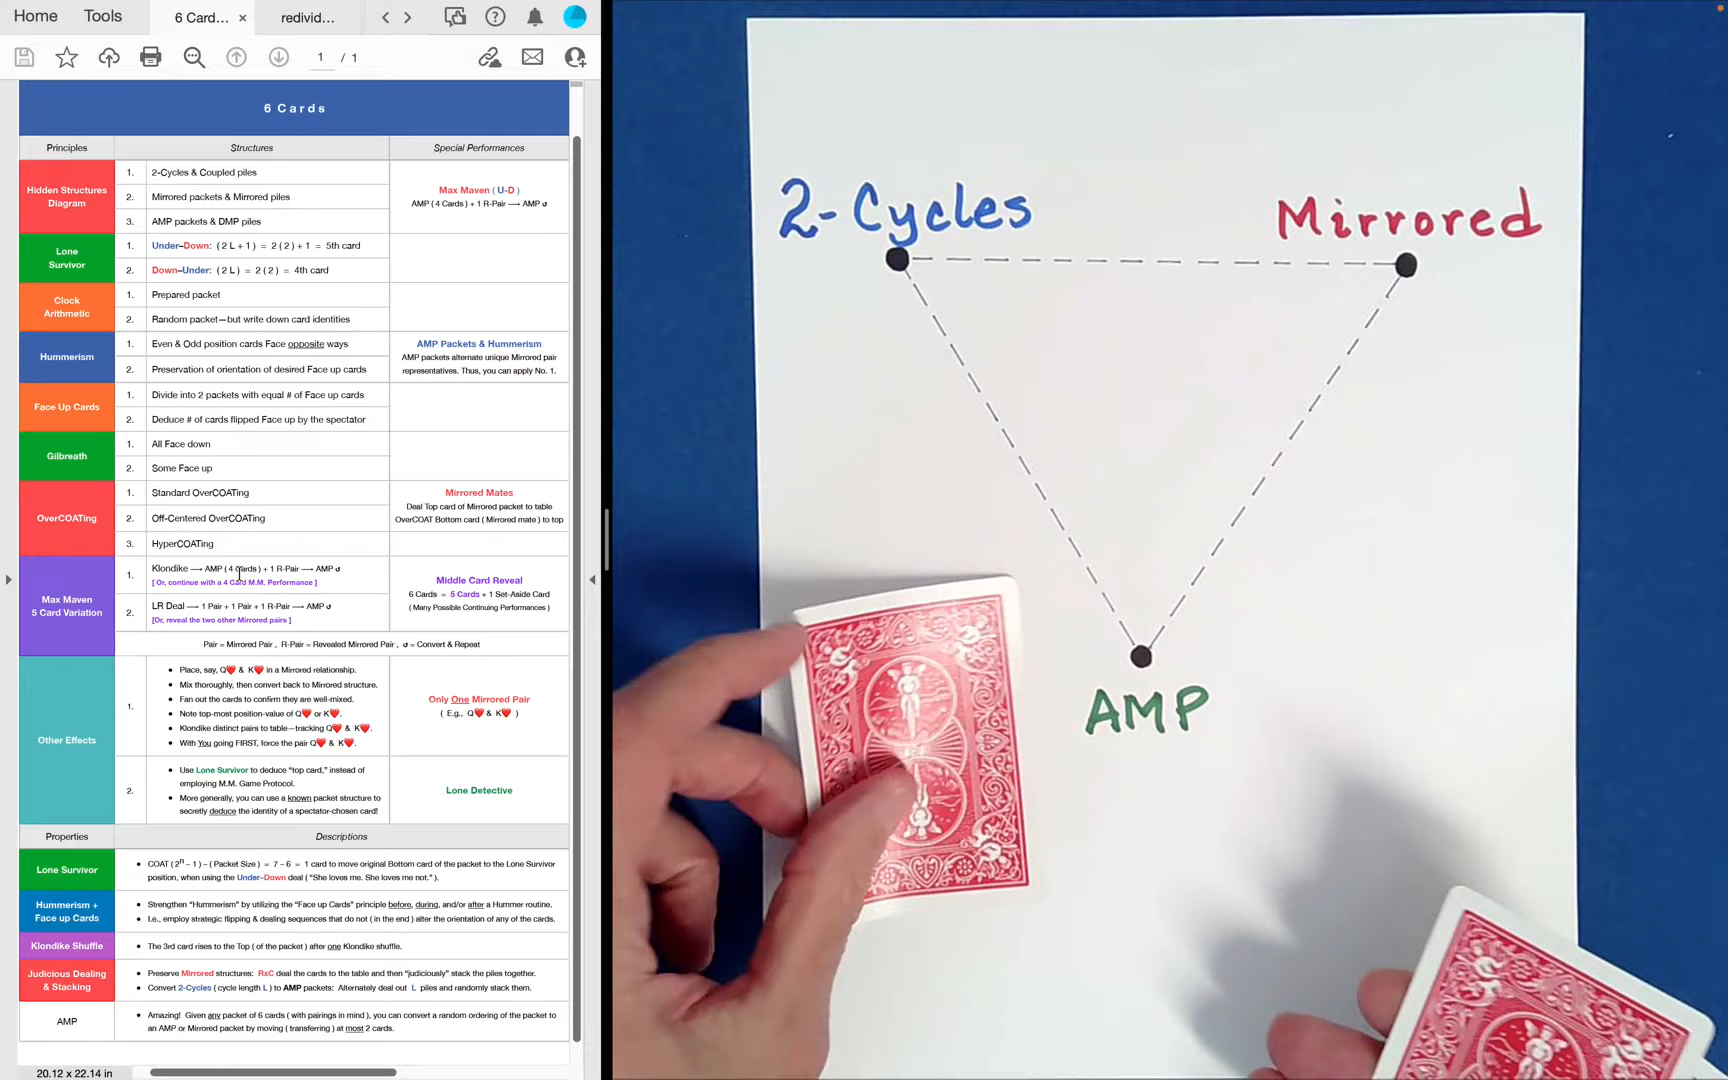 Home
Tools
6 Card...
×
redivid...
1 / 1
6 Cards
Principles
Structures
Special Performances
Hidden Structures
Diagram
1. 2-Cycles & Coupled piles
2. Mirrored packets & Mirrored piles
3. AMP packets & DMP piles
Max Maven ( U-D )
AMP ( 4 Cards ) + 1 R-Pair → AMP ↺
Lone
Survivor
1. Under–Down: ( 2 L + 1 ) = 2 ( 2 ) + 1 = 5th card
2. Down–Under: ( 2 L ) = 2 ( 2 ) = 4th card
Clock
Arithmetic
1. Prepared packet
2. Random packet—but write down card identities
Hummerism
1. Even & Odd position cards Face opposite ways
2. Preservation of orientation of desired Face up cards
AMP Packets & Hummerism
AMP packets alternate unique Mirrored pair
representatives. Thus, you can apply No. 1.
Face Up Cards
1. Divide into 2 packets with equal # of Face up cards
2. Deduce # of cards flipped Face up by the spectator
Gilbreath
1. All Face down
2. Some Face up
OverCOATing
1. Standard OverCOATing
2. Off-Centered OverCOATing
3. HyperCOATing
Mirrored Mates
Deal Top card of Mirrored packet to table
OverCOAT Bottom card ( Mirrored mate ) to top
Max Maven
5 Card Variation
1. Klondike → AMP ( 4 Cards ) + 1 R-Pair → AMP ↺
[ Or, continue with a 4 Card M.M. Performance ]
2. LR Deal → 1 Pair + 1 Pair + 1 R-Pair → AMP ↺
[Or, reveal the two other Mirrored pairs ]
Middle Card Reveal
6 Cards = 5 Cards + 1 Set-Aside Card
( Many Possible Continuing Performances )
Pair = Mirrored Pair , R-Pair = Revealed Mirrored Pair , ↺ = Convert & Repeat
Other Effects
1.
• Place, say, Q♥ & K♥ in a Mirrored relationship.
• Mix thoroughly, then convert back to Mirrored structure.
• Fan out the cards to confirm they are well-mixed.
• Note top-most position-value of Q♥ or K♥.
• Klondike distinct pairs to table—tracking Q♥ & K♥.
• With You going FIRST, force the pair Q♥ & K♥.
Only One Mirrored Pair
( E.g., Q♥ & K♥ )
2.
• Use Lone Survivor to deduce “top card,” instead of
employing M.M. Game Protocol.
• More generally, you can use a known packet structure to
secretly deduce the identity of a spectator-chosen card!
Lone Detective
Properties
Descriptions
Lone Survivor
• COAT ( 2ⁿ – 1 ) – ( Packet Size ) = 7 – 6 = 1 card to move original Bottom card of the packet to the Lone Survivor
position, when using the Under–Down deal ( “She loves me. She loves me not.” ).
Hummerism +
Face up Cards
• Strengthen “Hummerism” by utilizing the “Face up Cards” principle before, during, and/or after a Hummer routine.
• I.e., employ strategic flipping & dealing sequences that do not ( in the end ) alter the orientation of any of the cards.
Klondike Shuffle
• The 3rd card rises to the Top ( of the packet ) after one Klondike shuffle.
Judicious Dealing
& Stacking
• Preserve Mirrored structures: RxC deal the cards to the table and then “judiciously” stack the piles together.
• Convert 2-Cycles ( cycle length L ) to AMP packets: Alternately deal out L piles and randomly stack them.
AMP
• Amazing! Given any packet of 6 cards ( with pairings in mind ), you can convert a random ordering of the packet to
an AMP or Mirrored packet by moving ( transferring ) at most 2 cards.
20.12 x 22.14 in
2-Cycles
Mirrored
AMP